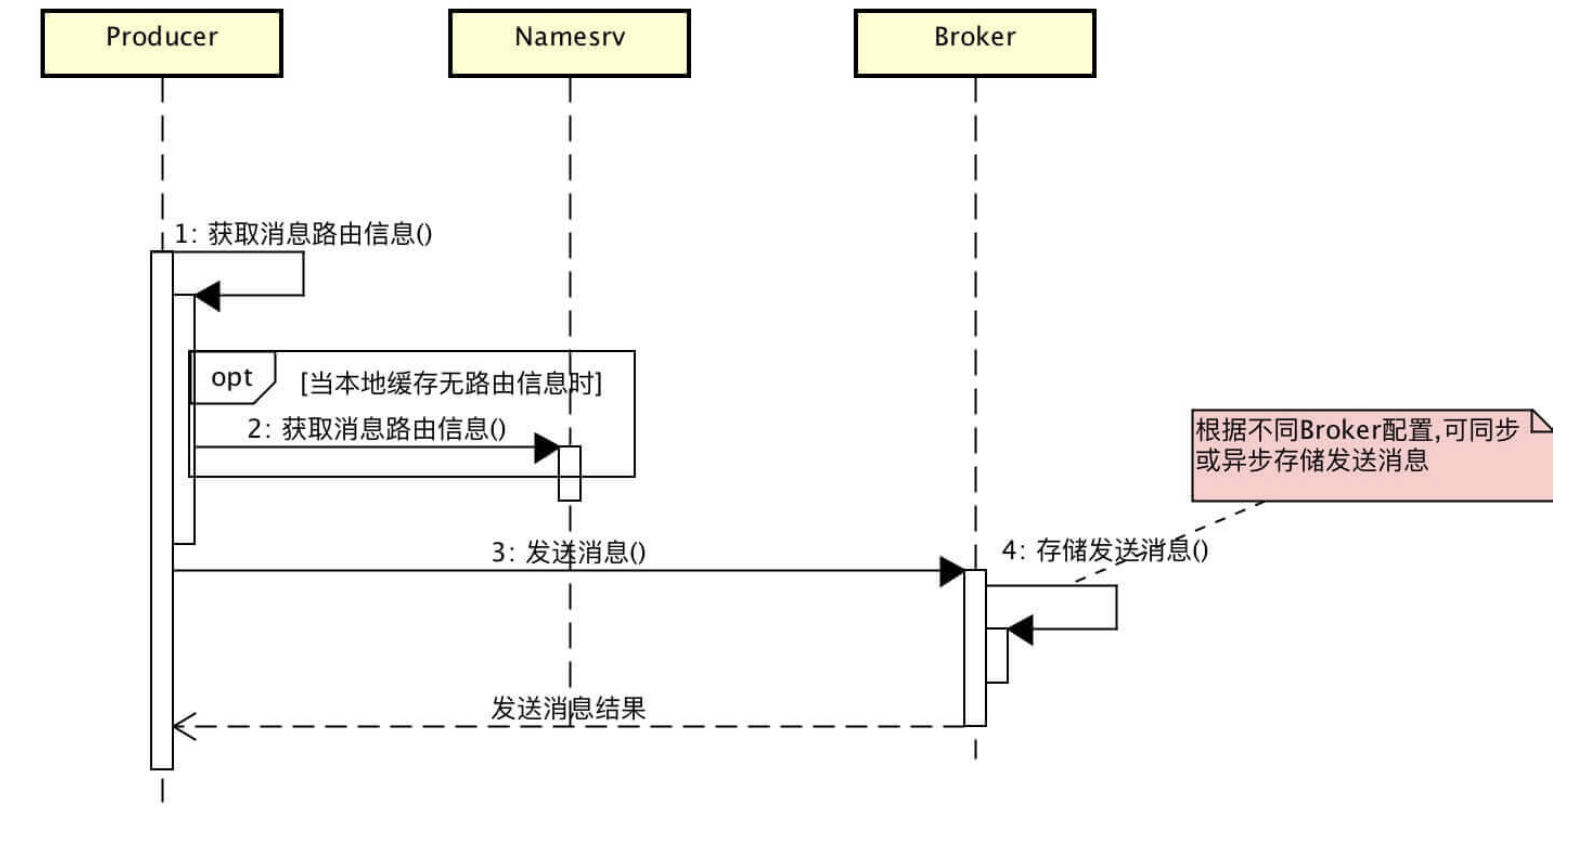 Producer
Namesrv
Broker
1: 获取消息路由信息()
opt
[当本地缓存无路由信息时]
2: 获取消息路由信息()
根据不同Broker配置,可同步
或异步存储发送消息
3: 发送消息()
4: 存储发送消息()
发送消息结果